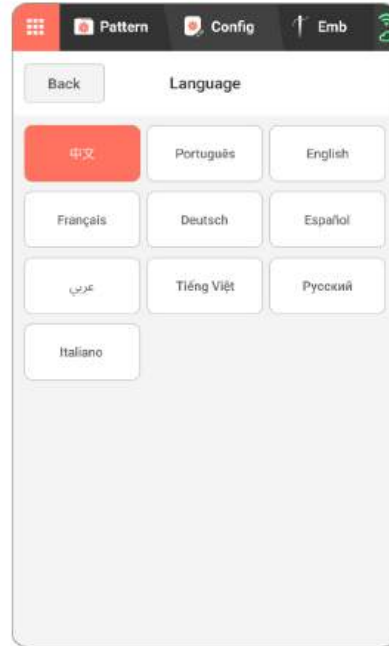 Pattern Config Emb
Back Language
中文 Português English
Français Deutsch Español
عربي Tiếng Việt Русский
Italiano